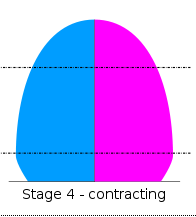 Stage 4 - contracting